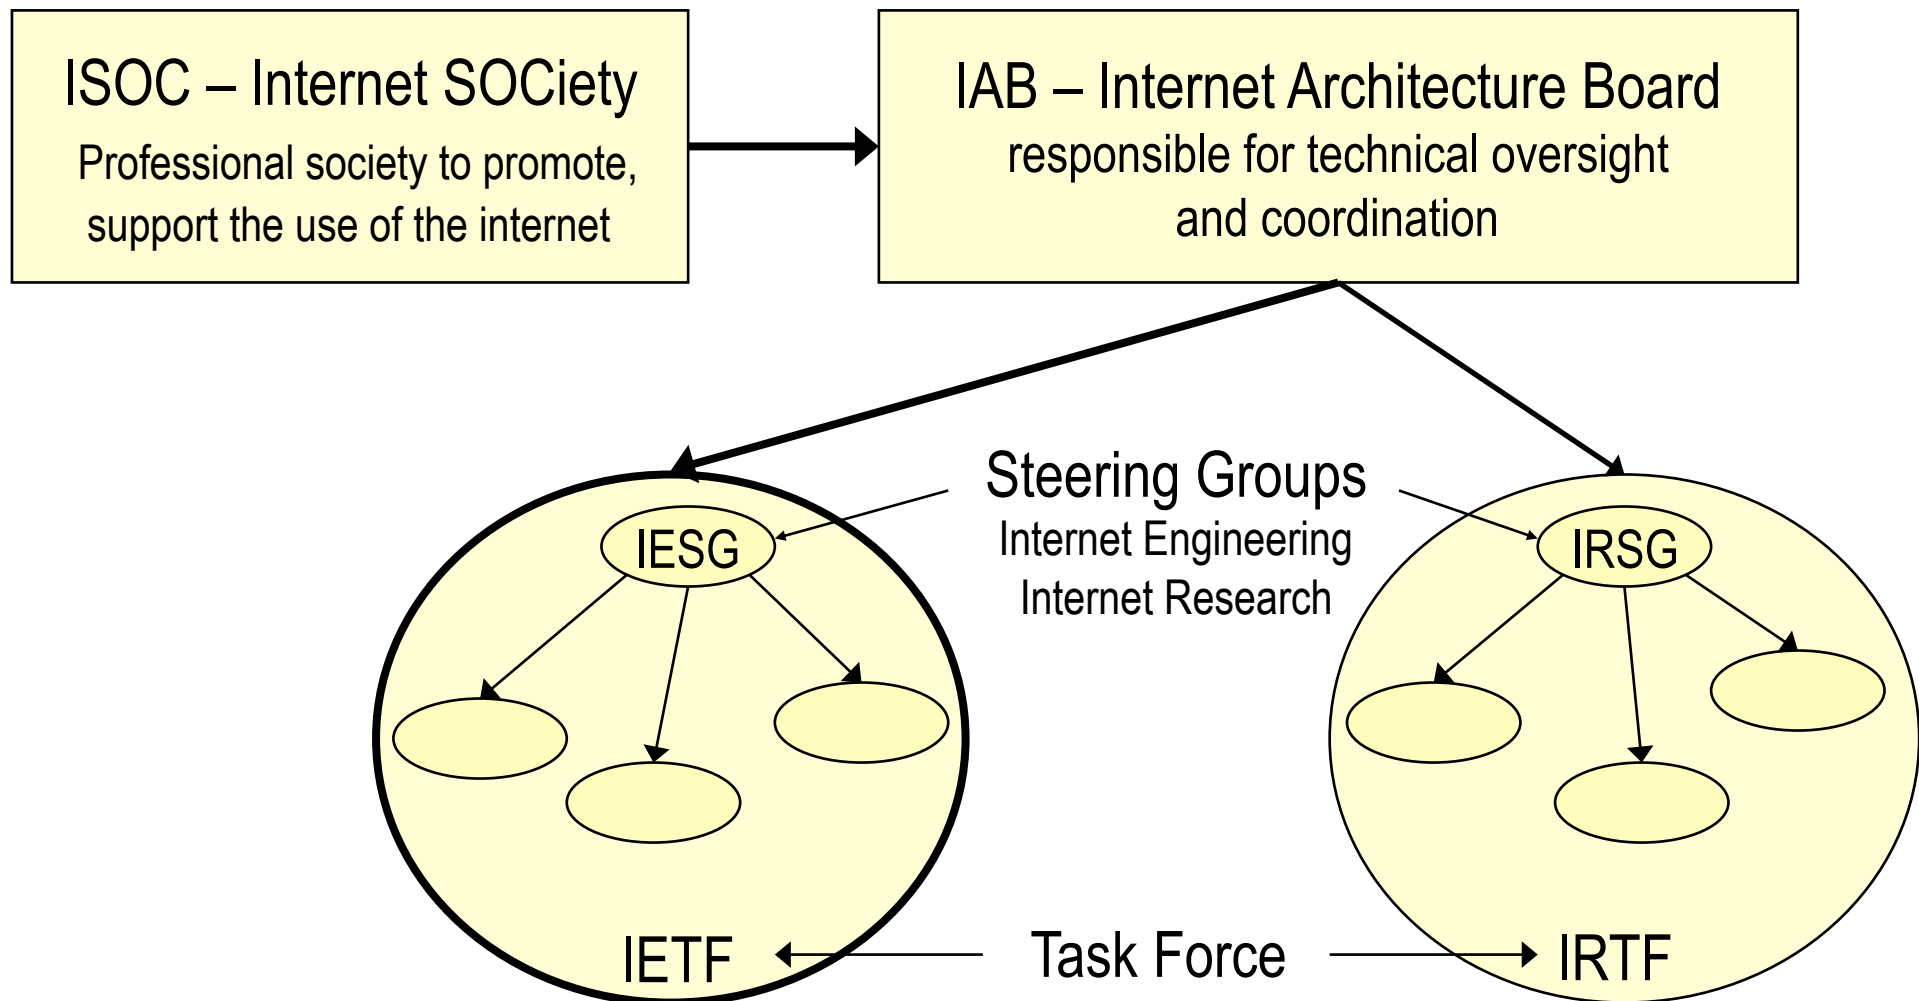 ISOC – Internet SOCiety
Professional society to promote,
support the use of the internet
IAB – Internet Architecture Board
responsible for technical oversight
and coordination
Steering Groups
Internet Engineering
Internet Research
IESG
IRSG
IETF
Task Force
IRTF